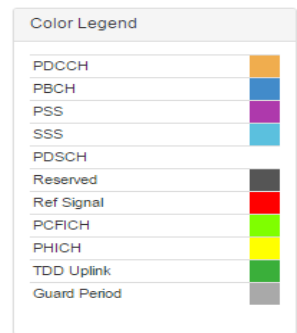 Color Legend
PDCCH
PBCH
PSS
SSS
PDSCH
Reserved
Ref Signal
PCFICH
PHICH
TDD Uplink
Guard Period